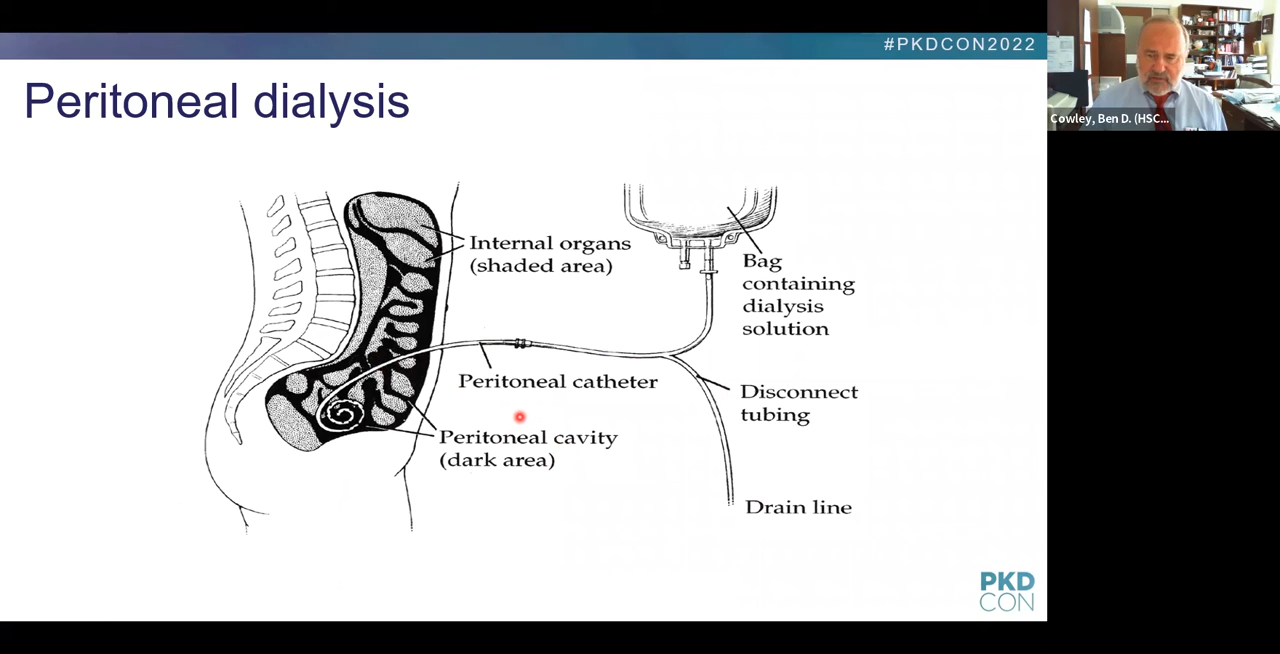 #PKDCON2022
Cowley, Ben D. (HSC...
Peritoneal dialysis
Internal organs
(shaded area)
Bag
containing
dialysis
solution
Peritoneal catheter
Disconnect
tubing
Peritoneal cavity
(dark area)
Drain line
PKD
CON